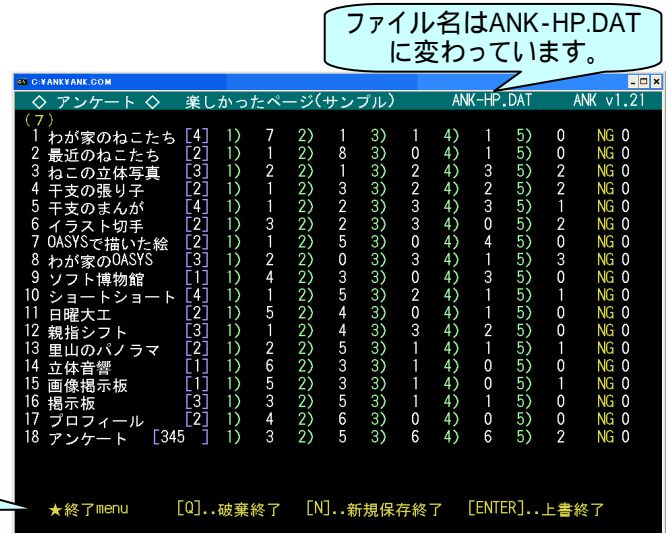 ファイル名はANK-HP.DAT
に変わっています。
C:¥ANK¥ANK.COM
◇ アンケート ◇ 楽しかったページ(サンプル) ANK-HP.DAT ANK v1.21
(7)
1 わが家のねこたち [4] 1) 7 2) 1 3) 1 4) 1 5) 0 NG 0
2 最近のねこたち [2] 1) 1 2) 8 3) 0 4) 1 5) 0 NG 0
3 ねこの立体写真 [3] 1) 2 2) 1 3) 2 4) 3 5) 2 NG 0
4 干支の張り子 [2] 1) 1 2) 3 3) 2 4) 2 5) 2 NG 0
5 干支のまんが [4] 1) 1 2) 2 3) 3 4) 3 5) 1 NG 0
6 イラスト切手 [2] 1) 3 2) 2 3) 3 4) 0 5) 2 NG 0
7 OASYSで描いた絵 [2] 1) 1 2) 5 3) 0 4) 4 5) 0 NG 0
8 わが家のOASYS [3] 1) 2 2) 0 3) 3 4) 1 5) 3 NG 0
9 ソフト博物館 [1] 1) 4 2) 3 3) 0 4) 3 5) 0 NG 0
10 ショートショート [4] 1) 1 2) 5 3) 2 4) 1 5) 1 NG 0
11 日曜大工 [2] 1) 5 2) 4 3) 0 4) 1 5) 0 NG 0
12 親指シフト [3] 1) 1 2) 4 3) 3 4) 2 5) 0 NG 0
13 里山のパノラマ [2] 1) 2 2) 5 3) 1 4) 1 5) 1 NG 0
14 立体音響 [1] 1) 6 2) 3 3) 1 4) 0 5) 0 NG 0
15 画像掲示板 [1] 1) 5 2) 3 3) 1 4) 0 5) 1 NG 0
16 掲示板 [3] 1) 3 2) 5 3) 1 4) 1 5) 0 NG 0
17 プロフィール [2] 1) 4 2) 6 3) 0 4) 0 5) 0 NG 0
18 アンケート [345 ] 1) 3 2) 5 3) 6 4) 6 5) 2 NG 0
★終了menu [Q]..破棄終了 [N]..新規保存終了 [ENTER]..上書終了